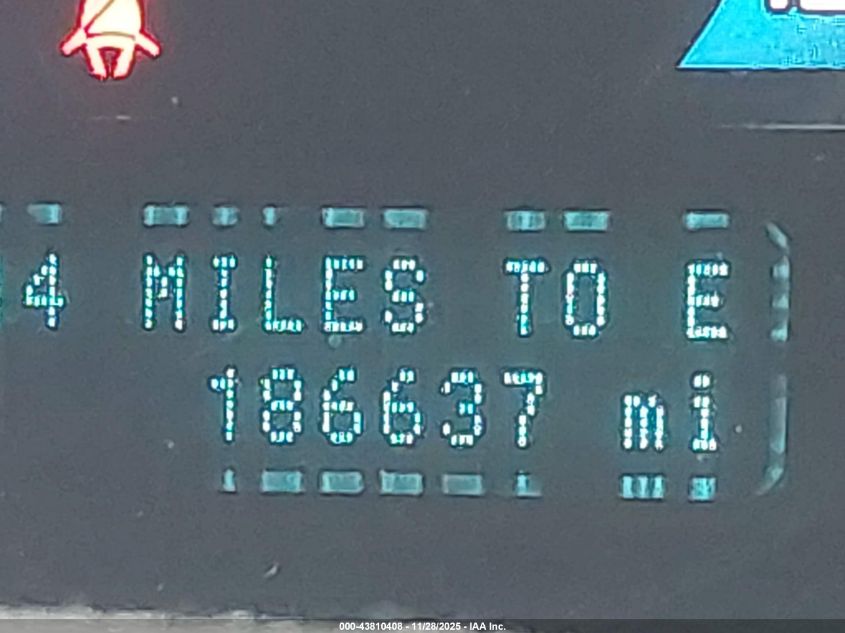 4 MILES TO E
186637 mi
000-43810408 - 11/28/2025 - IAA Inc.